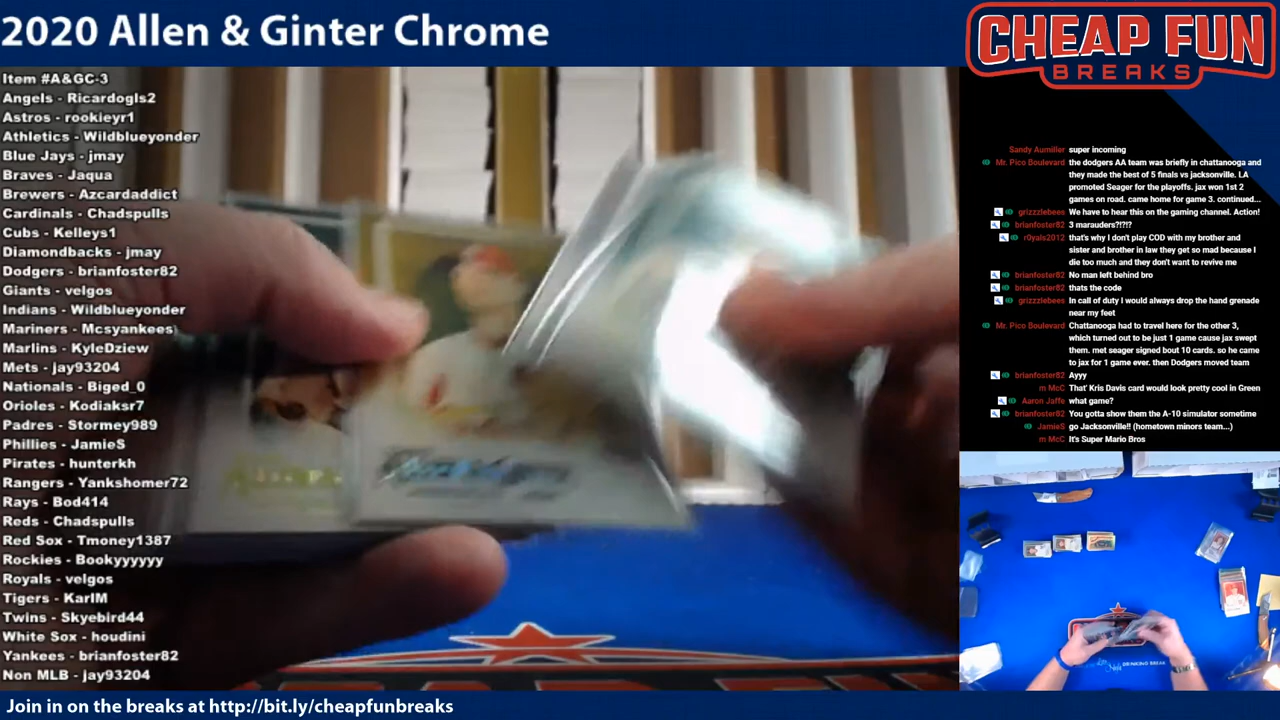 2020 Allen & Ginter Chrome
CHEAP FUN
BREAKS
Item #A&GC-3
Angels - Ricardogls2
Astros - rookieyr1
Athletics - Wildblueyonder
Blue Jays - jmay
Braves - Jaqua
Brewers - Azcardaddict
Cardinals - Chadspulls
Cubs - Kelleys1
Diamondbacks - jmay
Dodgers - brianfoster82
Giants - velgos
Indians - Wildblueyonder
Mariners - Mcsyankees
Marlins - KyleDziew
Mets - jay93204
Nationals - Biged_0
Orioles - Kodiaksr7
Padres - Stormey989
Phillies - JamieS
Pirates - hunterkh
Rangers - Yankshomer72
Rays - Bod414
Reds - Chadspulls
Red Sox - Tmoney1387
Rockies - Bookyyyyyy
Royals - velgos
Tigers - KarlM
Twins - Skyebird44
White Sox - houdini
Yankees - brianfoster82
Non MLB - jay93204
Sandy Aumiller super incoming
Mr. Pico Boulevard the dodgers AA team was briefly in chattanooga and
they made the best of 5 finals vs jacksonville. LA
promoted Seager for the playoffs. jax won 1st 2
games on road. came home for game 3. continued...
grizzzlebees We have to hear this on the gaming channel. Action!
brianfoster82 3 marauders?!?!?
r0yals2012 that's why I don't play COD with my brother and
sister and brother in law they get so mad because I
die too much and they don't want to revive me
brianfoster82 No man left behind bro
brianfoster82 thats the code
grizzzlebees In call of duty I would always drop the hand grenade
near my feet
Mr. Pico Boulevard Chattanooga had to travel here for the other 3,
which turned out to be just 1 game cause jax swept
them. met seager signed bout 10 cards. so he came
to jax for 1 game ever. then Dodgers moved team
brianfoster82 Ayyy
m McC That' Kris Davis card would look pretty cool in Green
Aaron Jaffe what game?
brianfoster82 You gotta show them the A-10 simulator sometime
JamieS go Jacksonville!! (hometown minors team...)
m McC It's Super Mario Bros
DRINKING BREAK
Join in on the breaks at http://bit.ly/cheapfunbreaks